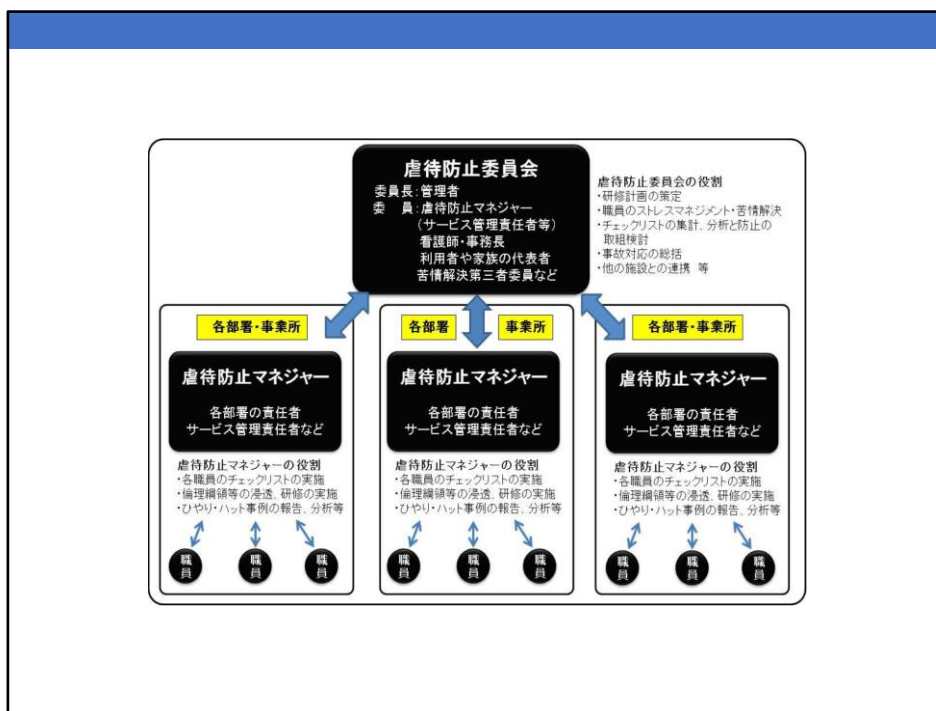 虐待防止委員会
委員長：管理者
委　員：虐待防止マネジャー
（サービス管理責任者等）
看護師・事務長
利用者や家族の代表者
苦情解決第三者委員など
虐待防止委員会の役割
・研修計画の策定
・職員のストレスマネジメント・苦情解決
・チェックリストの集計、分析と防止の
取組検討
・事故対応の総括
・他の施設との連携 等
各部署・事業所
虐待防止マネジャー
各部署の責任者
サービス管理責任者など
虐待防止マネジャーの役割
・各職員のチェックリストの実施
・倫理綱領等の浸透、研修の実施
・ひやり・ハット事例の報告、分析等
職員
職員
職員
各部署
事業所
虐待防止マネジャー
各部署の責任者
サービス管理責任者など
虐待防止マネジャーの役割
・各職員のチェックリストの実施
・倫理綱領等の浸透、研修の実施
・ひやり・ハット事例の報告、分析等
職員
職員
職員
各部署・事業所
虐待防止マネジャー
各部署の責任者
サービス管理責任者など
虐待防止マネジャーの役割
・各職員のチェックリストの実施
・倫理綱領等の浸透、研修の実施
・ひやり・ハット事例の報告、分析等
職員
職員
職員